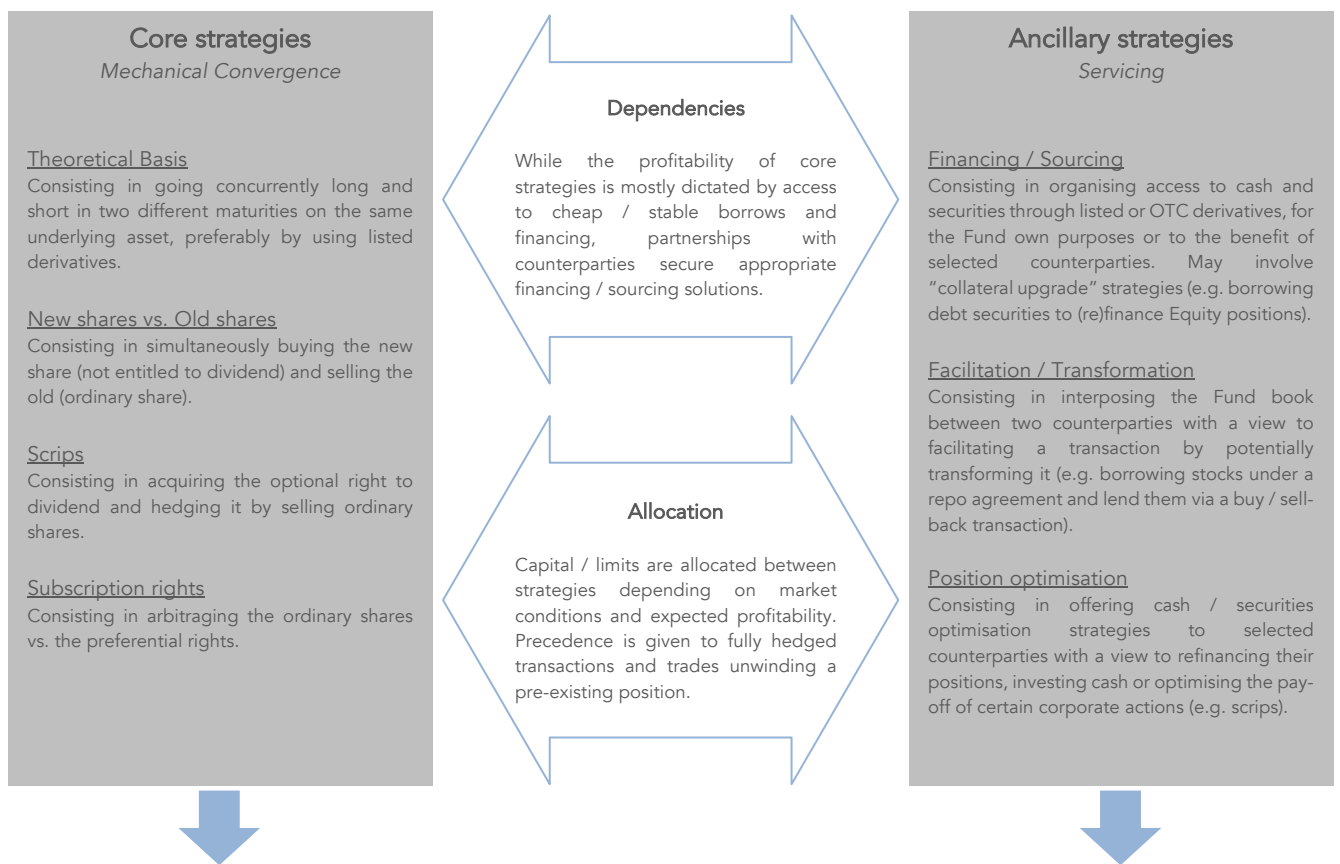 Core strategies
Mechanical Convergence
Theoretical Basis
Consisting in going concurrently long and
short in two different maturities on the same
underlying asset, preferably by using listed
derivatives.
New shares vs. Old shares
Consisting in simultaneously buying the new
share (not entitled to dividend) and selling the
old (ordinary share).
Scrips
Consisting in acquiring the optional right to
dividend and hedging it by selling ordinary
shares.
Subscription rights
Consisting in arbitraging the ordinary shares
vs. the preferential rights.
Dependencies
While the profitability of core
strategies is mostly dictated by access
to cheap / stable borrows and
financing, partnerships with
counterparties secure appropriate
financing / sourcing solutions.
Allocation
Capital / limits are allocated between
strategies depending on market
conditions and expected profitability.
Precedence is given to fully hedged
transactions and trades unwinding a
pre-existing position.
Ancillary strategies
Servicing
Financing / Sourcing
Consisting in organising access to cash and
securities through listed or OTC derivatives, for
the Fund own purposes or to the benefit of
selected counterparties. May involve
“collateral upgrade” strategies (e.g. borrowing
debt securities to (re)finance Equity positions).
Facilitation / Transformation
Consisting in interposing the Fund book
between two counterparties with a view to
facilitating a transaction by potentially
transforming it (e.g. borrowing stocks under a
repo agreement and lend them via a buy / sell-
back transaction).
Position optimisation
Consisting in offering cash / securities
optimisation strategies to selected
counterparties with a view to refinancing their
positions, investing cash or optimising the pay-
off of certain corporate actions (e.g. scrips).